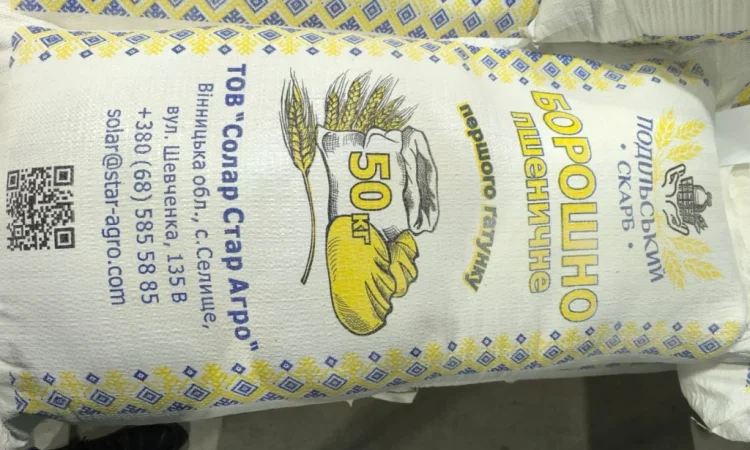 ПОДІЛЬСЬКИЙ
• СКАРБ •
БОРОШНО
пшеничне
першого ґатунку
50 кг
ТОВ "Солар Стар Агро"
Вінницька обл., с.Селище,
вул. Шевченка, 135 В
+380 (68) 585 58 85
solar@star-agro.com